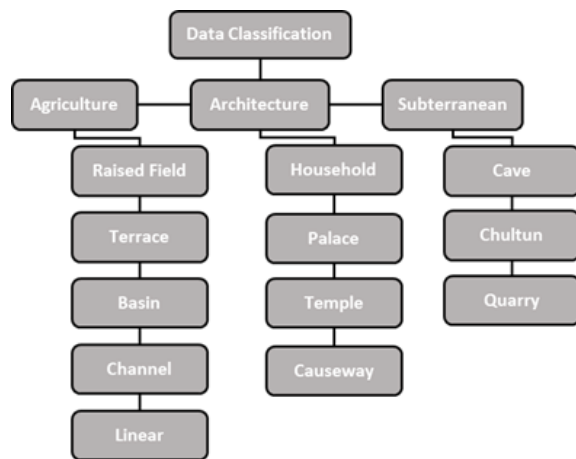 Data Classification
Agriculture
Architecture
Subterranean
Raised Field
Household
Cave
Terrace
Palace
Chultun
Basin
Temple
Quarry
Channel
Causeway
Linear